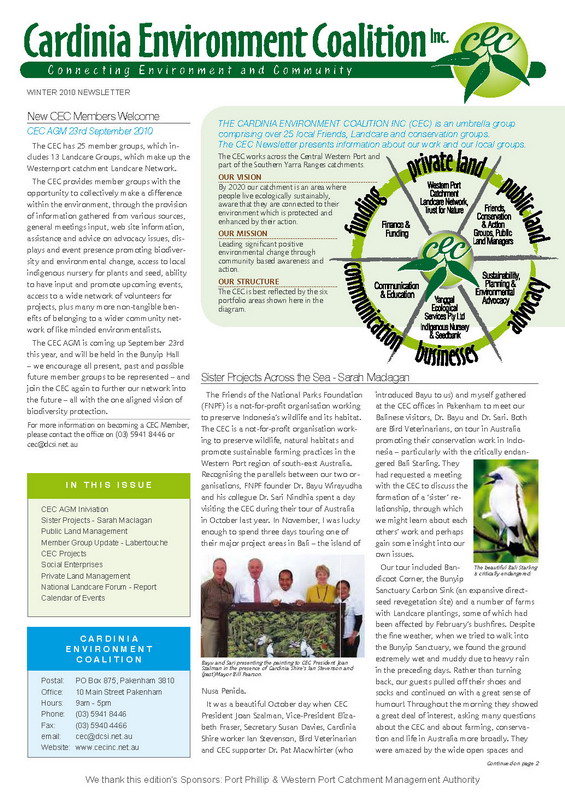 Cardinia Environment Coalition Inc.
cec
Connecting Environment and Community
WINTER 2010 NEWSLETTER
New CEC Members Welcome
CEC AGM 23rd September 2010
The CEC has 25 member groups, which in-
cludes 13 Landcare Groups, which make up the
Westernport catchment Landcare Network.
The CEC provides member groups with the
opportunity to collectively make a difference
within the environment, through the provision
of information gathered from various sources,
general meetings input, web site information,
assistance and advice on advocacy issues, dis-
plays and event presence promoting biodiver-
sity and environmental change, access to local
indigenous nursery for plants and seed, ability
to have input and promote upcoming events,
access to a wide network of volunteers for
projects, plus many more non-tangible ben-
efits of belonging to a wider community net-
work of like minded environmentalists.
The CEC AGM is coming up September 23rd
this year, and will be held in the Bunyip Hall
– we encourage all present, past and possible
future member groups to be represented – and
join the CEC again to further our network into
the future – all with the one aligned vision of
biodiversity protection.
For more information on becoming a CEC Member,
please contact the office on (03) 5941 8446 or
cec@dcsi.net.au
IN THIS ISSUE
CEC AGM Iniviation
Sister Projects - Sarah Maclagan
Public Land Management
Member Group Update - Labertouche
CEC Projects
Social Enterprises
Private Land Management
National Landcare Forum - Report
Calendar of Events
CARDINIA
ENVIRONMENT
COALITION
Postal: PO Box 875, Pakenham 3810
Office: 10 Main Street Pakenham
Hours: 9am - 5pm
Phone: (03) 5941 8446
Fax: (03) 5940 4466
email: cec@dcsi.net.au
Website: www.cecinc.net.au
THE CARDINIA ENVIRONMENT COALITION INC (CEC) is an umbrella group
comprising over 25 local Friends, Landcare and conservation groups.
The CEC Newsletter presents information about our work and our local groups.
The CEC works across the Central Western Port and
part of the Southern Yarra Ranges catchments.
OUR VISION
By 2020 our catchment is an area where
people live ecologically sustainably,
aware that they are connected to their
environment which is protected and
enhanced by their action.
OUR MISSION
Leading significant positive
environmental change through
community based awareness and
action.
OUR STRUCTURE
The CEC is best reflected by the six
portfolio areas shown here in the
diagram.
private land
public land
advocacy
businesses
communication
funding
Western Port
Catchment
Landcare Network,
Trust for Nature
Friends,
Conservation
& Action
Groups, Public
Land Managers
Sustainability,
Planning &
Environmental
Advocacy
Yanggai
Ecological
Services Pty Ltd
Indigenous Nursery
& Seedbank
Communication
& Education
Finance &
Funding
cec
Sister Projects Across the Sea - Sarah Maclagan
The Friends of the National Parks Foundation
(FNPF) is a not-for-profit organisation working
to preserve Indonesia's wildlife and its habitat.
The CEC is a not-for-profit organisation work-
ing to preserve wildlife, natural habitats and
promote sustainable farming practices in the
Western Port region of south-east Australia.
Recognising the parallels between our two or-
ganisations, FNPF founder Dr. Bayu Wirayudha
and his collegue Dr. Sari Nindhia spent a day
visiting the CEC during their tour of Australia
in October last year. In November, I was lucky
enough to spend three days touring one of
their major project areas in Bali – the island of
Bayu and Sari presenting the painting to CEC President Joan
Stalman in the presence of Cardinia Shire's Ian Stevenson and
(past)Mayor Bill Pearson.
Nusa Penida.
It was a beautiful October day when CEC
President Joan Szalman, Vice-President Eliza-
beth Fraser, Secretary Susan Davies, Cardinia
Shire worker Ian Stevenson, Bird Veterinarian
and CEC supporter Dr. Pat Macwhirter (who
introduced Bayu to us) and myself gathered
at the CEC offices in Pakenham to meet our
Balinese visitors, Dr. Bayu and Dr. Sari. Both
are Bird Veterinarians, on tour in Australia
promoting their conservation work in Indo-
nesia – particularly with the critically endan-
gered Bali Starling. They
had requested a meeting
with the CEC to discuss the
formation of a 'sister' re-
lationship, through which
we might learn about each
others' work and perhaps
gain some insight into our
own issues.
The beautiful Bali Starling
is critically endangered
Our tour included Ban-
dicoot Corner, the Bunyip
Sanctuary Carbon Sink (an expansive direct-
seed revegetation site) and a number of farms
with Landcare plantings, some of which had
been affected by February's bushfires. Despite
the fine weather, when we tried to walk into
the Bunyip Sanctuary, we found the ground
extremely wet and muddy due to heavy rain
in the preceding days. Rather than turning
back, our guests pulled off their shoes and
socks and continued on with a great sense of
humour! Throughout the morning they showed
a great deal of interest, asking many questions
about the CEC and about farming, conserva-
tion and life in Australia more broadly. They
were amazed by the wide open spaces and
Continued on page 2
We thank this edition's Sponsors: Port Phillip & Western Port Catchment Management Authority